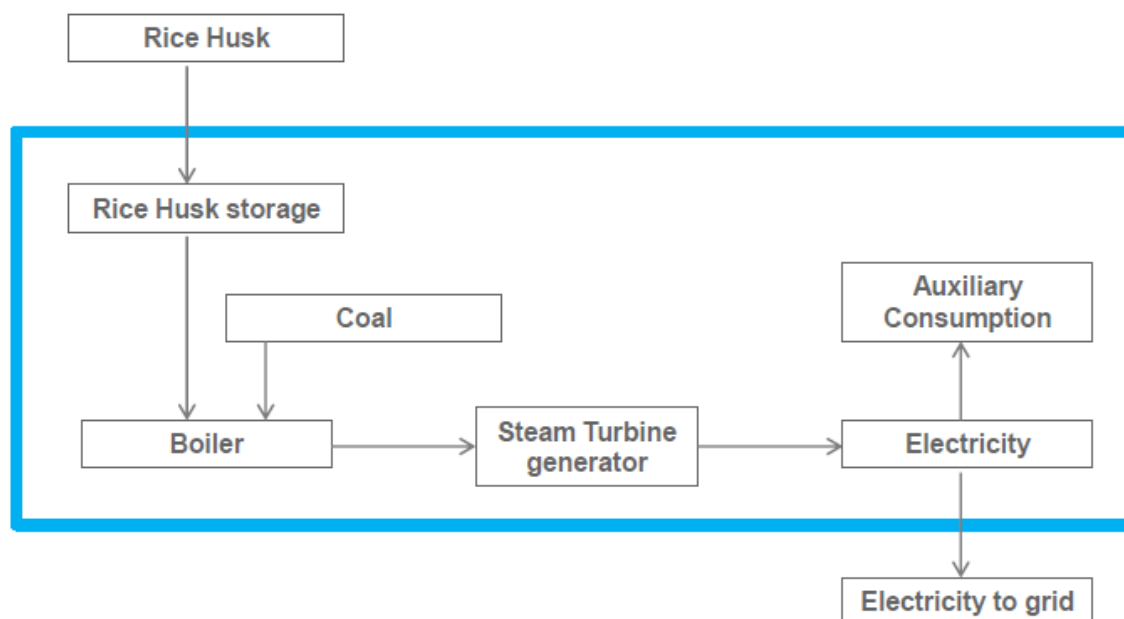 Rice Husk
Rice Husk storage
Coal
Auxiliary
Consumption
Boiler
Steam Turbine
generator
Electricity
Electricity to grid